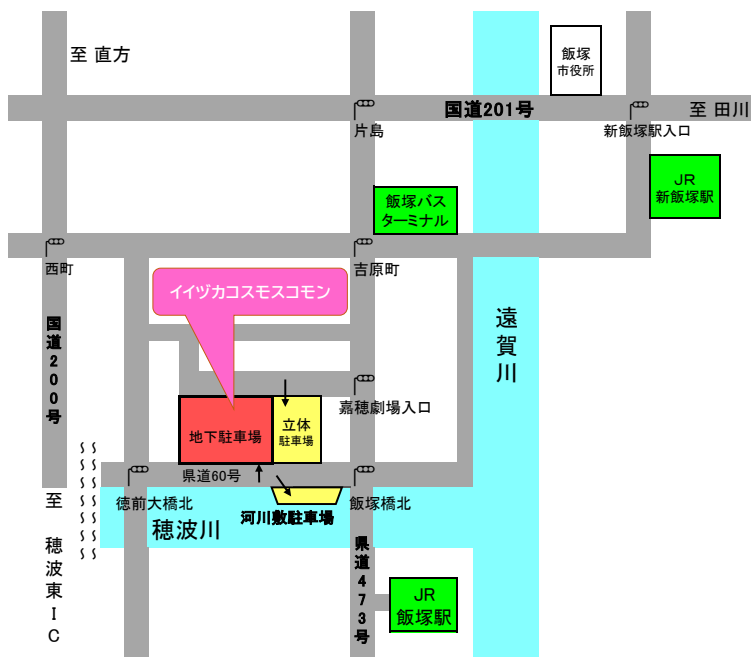 至 直方
飯塚
市役所
国道201号
至 田川
片島
新飯塚駅入口
JR
新飯塚駅
飯塚バス
ターミナル
西町
吉原町
イイヅカコスモスコモン
国道200号
遠賀川
嘉穂劇場入口
地下駐車場
立体
駐車場
県道60号
徳前大橋北
河川敷駐車場
飯塚橋北
穂波川
至 穂波東IC
県道473号
JR
飯塚駅